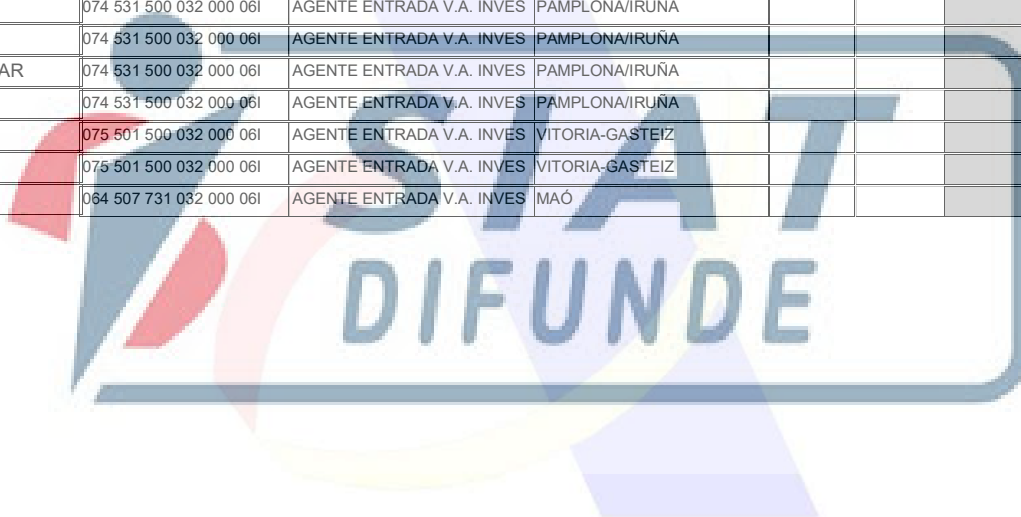 074 531 500 032 000 06I AGENTE ENTRADA V.A. INVES PAMPLONA/IRUÑA
074 531 500 032 000 06I AGENTE ENTRADA V.A. INVES PAMPLONA/IRUÑA
AR 074 531 500 032 000 06I AGENTE ENTRADA V.A. INVES PAMPLONA/IRUÑA
074 531 500 032 000 06I AGENTE ENTRADA V.A. INVES PAMPLONA/IRUÑA
075 501 500 032 000 06I AGENTE ENTRADA V.A. INVES VITORIA-GASTEIZ
075 501 500 032 000 06I AGENTE ENTRADA V.A. INVES VITORIA-GASTEIZ
064 507 731 032 000 06I AGENTE ENTRADA V.A. INVES MAÓ
SIAT
DIFUNDE